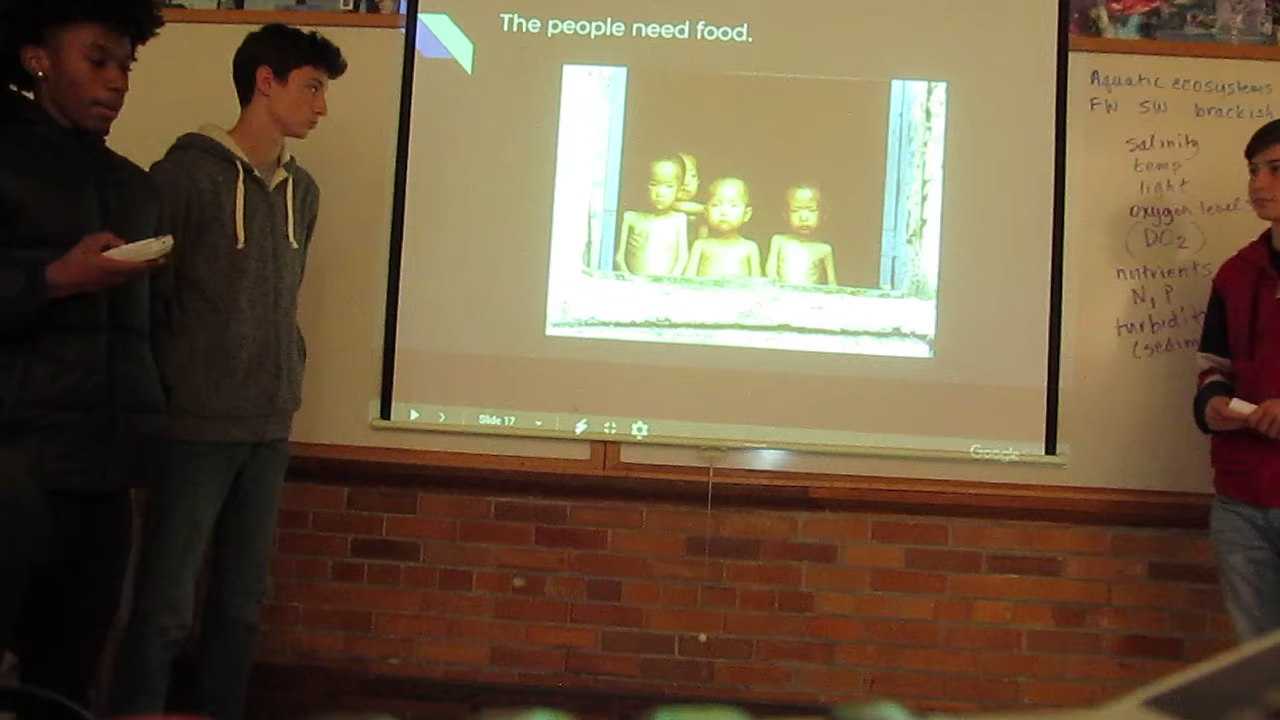 The people need food.
Slide 17
Google
Aquatic ecosystems
FW SW brackish
salinity
temp
light
oxygen levels
(DO2)
nutrients
N, P